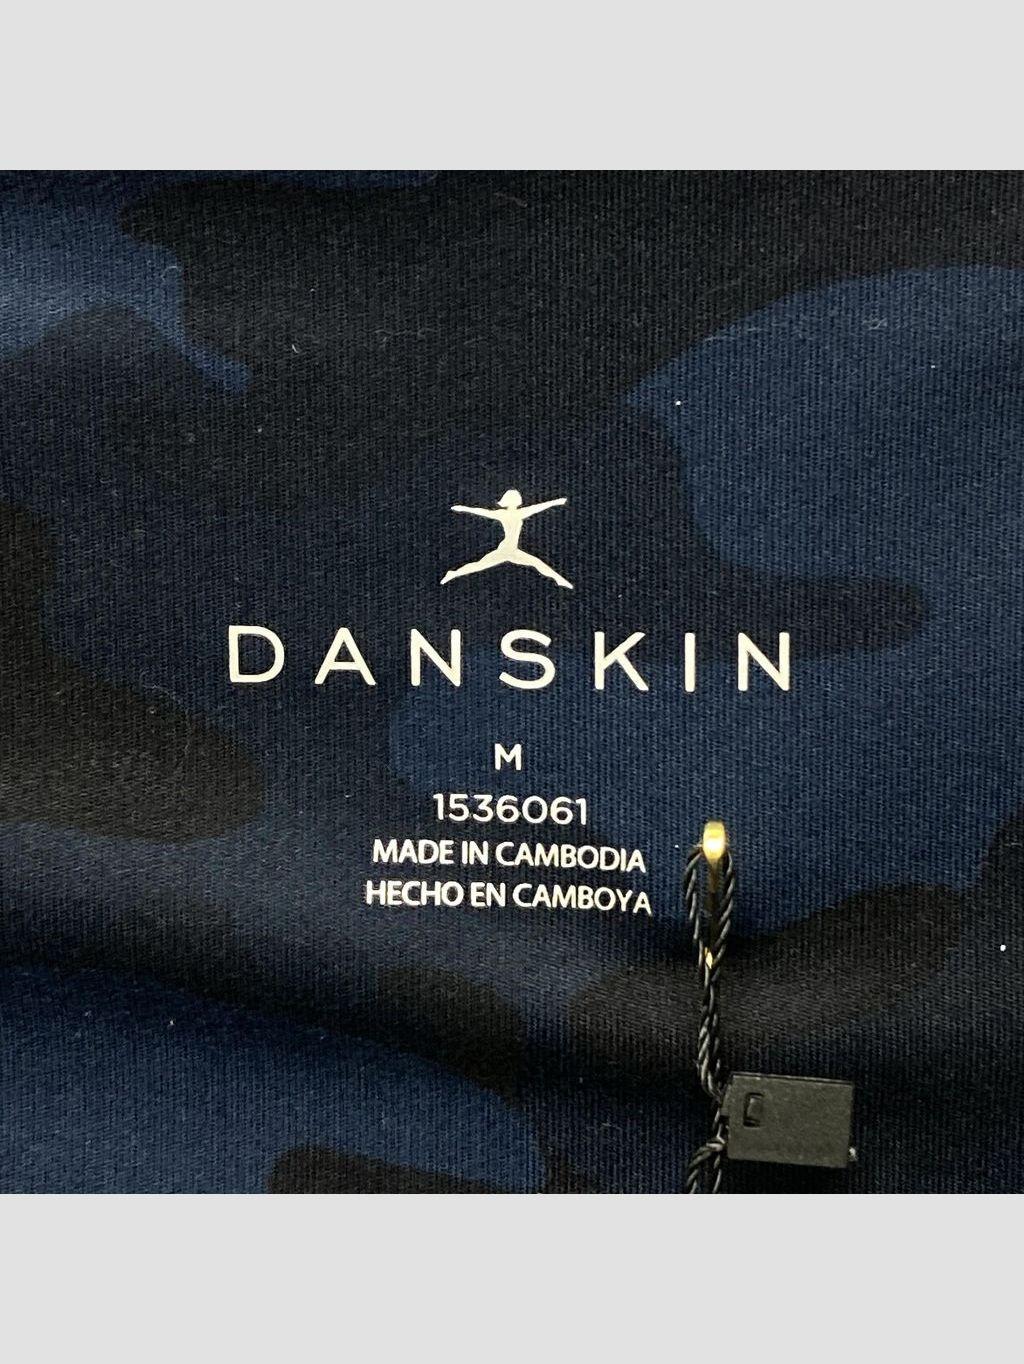 DANSKIN
M
1536061
MADE IN CAMBODIA
HECHO EN CAMBOYA